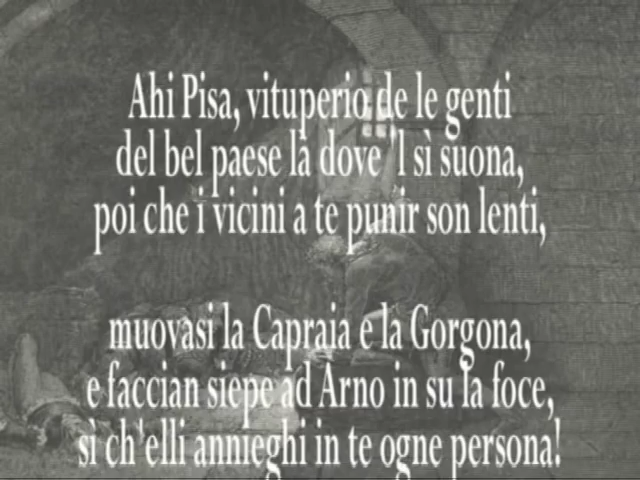 Ahi Pisa, vituperio de le genti
del bel paese là dove 'l sì suona,
poi che i vicini a te punir son lenti,
muovasi la Capraia e la Gorgona,
e faccian siepe ad Arno in su la foce,
sì ch'elli annieghi in te ogne persona!